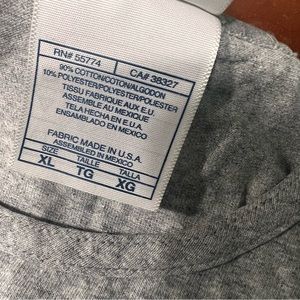 RN# 55774 CA# 38327
90% COTTON/COTON/ALGODON
10% POLYESTER/POLYESTER/POLIESTER
TISSU FABRIQUE AUX E.U.
ASSEMBLE AU MEXIQUE
TELA HECHA EN E.U.A.
ENSAMBLADO EN MEXICO
FABRIC MADE IN U.S.A.
ASSEMBLED IN MEXICO
SIZE TAILLE TALLA
XL TG XG